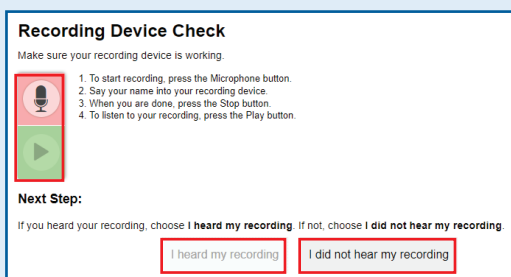 Recording Device Check
Make sure your recording device is working.
1. To start recording, press the Microphone button.
2. Say your name into your recording device.
3. When you are done, press the Stop button.
4. To listen to your recording, press the Play button.
Next Step:
If you heard your recording, choose I heard my recording. If not, choose I did not hear my recording.
I heard my recording
I did not hear my recording